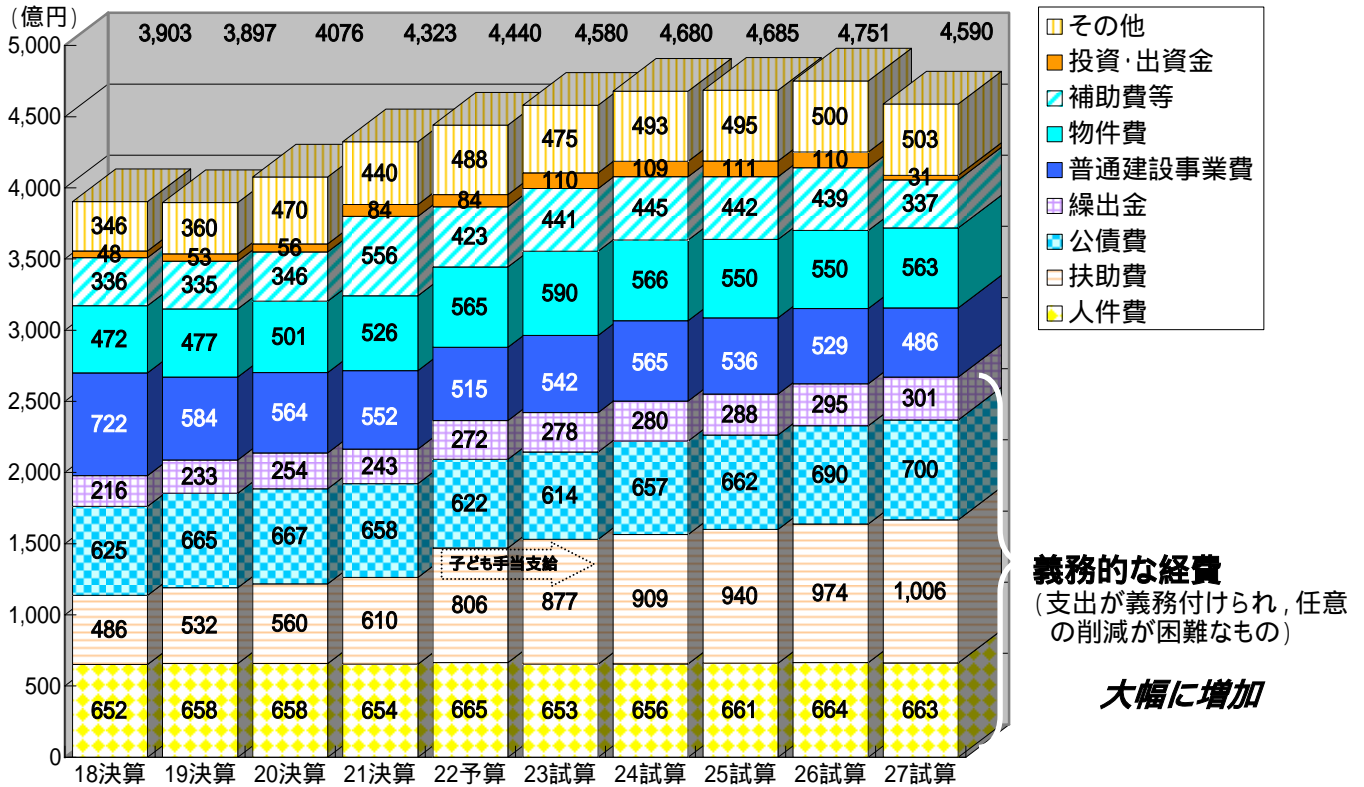 (億円)
3,903 3,897 4076 4,323 4,440 4,580 4,680 4,685 4,751 4,590
5,000
4,500
4,000
3,500
3,000
2,500
2,000
1,500
1,000
500
0
346 360 470 440 488 475 493 495 500 503
48 53 56 84 84 110 109 111 110 31
336 335 346 556 423 441 445 442 439 337
472 477 501 526 565 590 566 550 550 563
722 584 564 552 515 542 565 536 529 486
216 233 254 243 272 278 280 288 295 301
625 665 667 658 622 614 657 662 690 700
子ども手当支給
486 532 560 610 806 877 909 940 974 1,006
652 658 658 654 665 653 656 661 664 663
18決算 19決算 20決算 21決算 22予算 23試算 24試算 25試算 26試算 27試算
その他
投資・出資金
補助費等
物件費
普通建設事業費
繰出金
公債費
扶助費
人件費
義務的な経費
(支出が義務付けられ,任意
の削減が困難なもの)
大幅に増加